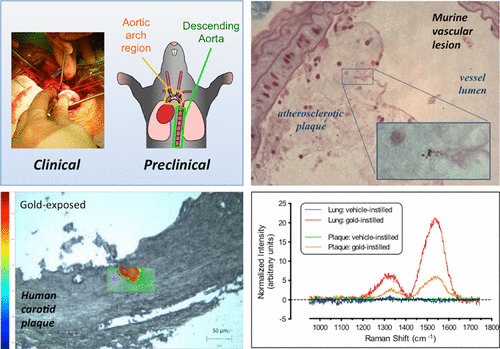 Aortic
arch
region
Descending
Aorta
Clinical
Preclinical
Murine
vascular
lesion
vessel
lumen
atherosclerotic
plaque
Gold-exposed
Human
carotid
plaque
50 µm
Normalized Intensity
(arbitrary units)
25
20
15
10
5
0
-5
Lung: vehicle-instilled
Lung: gold-instilled
Plaque: vehicle-instilled
Plaque: gold-instilled
1000 1100 1200 1300 1400 1500 1600 1700 1800
Raman Shift (cm⁻¹)